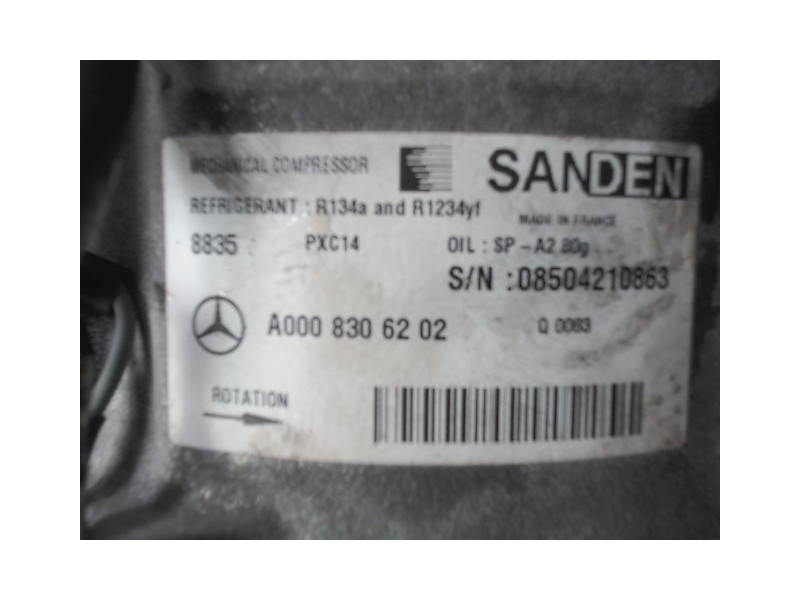 MECHANICAL COMPRESSOR
SANDEN
REFRIGERANT : R134a and R1234yf
MADE IN FRANCE
8835 PXC14 OIL : SP-A2 80g
S/N : 08504210863
A000 830 62 02
Q 0083
ROTATION